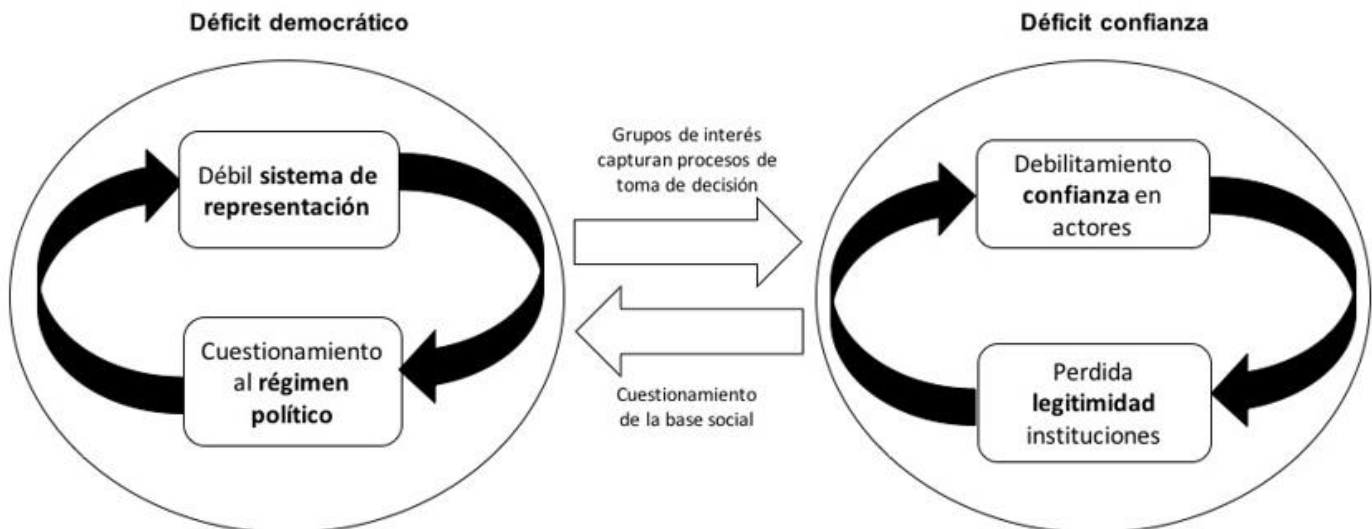 Déficit democrático
Débil sistema de
representación
Cuestionamiento
al régimen
político
Grupos de interés
capturan procesos de
toma de decisión
Cuestionamiento
de la base social
Déficit confianza
Debilitamiento
confianza en
actores
Perdida
legitimidad
instituciones